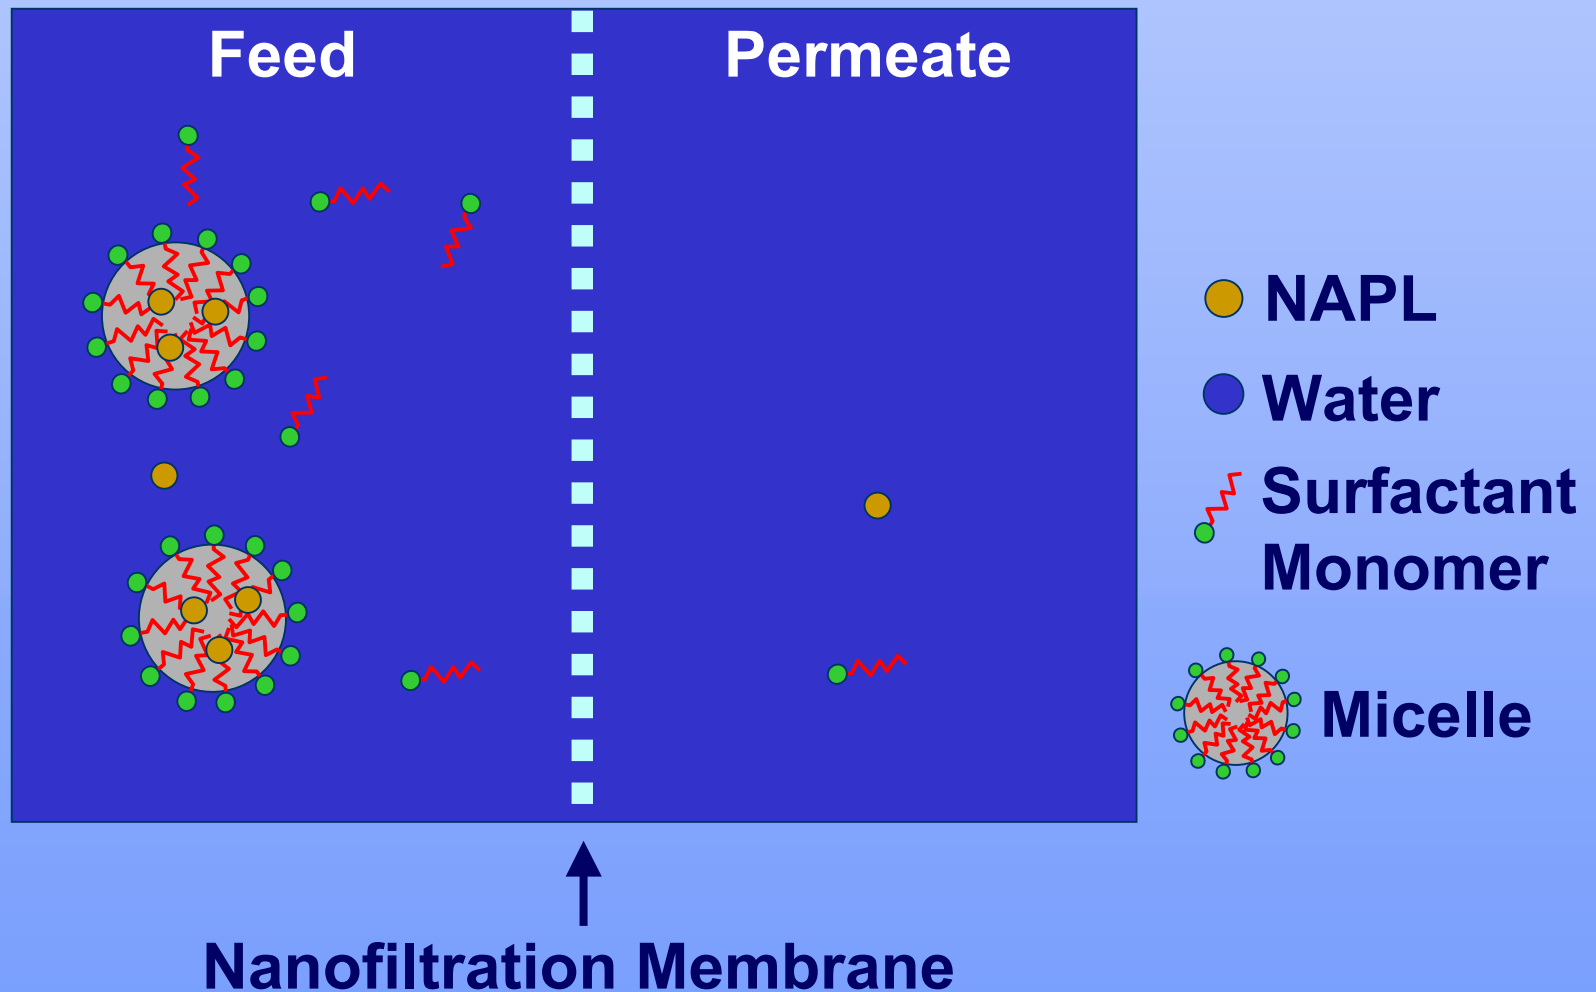 Feed
Permeate
NAPL
Water
Surfactant
Monomer
Micelle
Nanofiltration Membrane